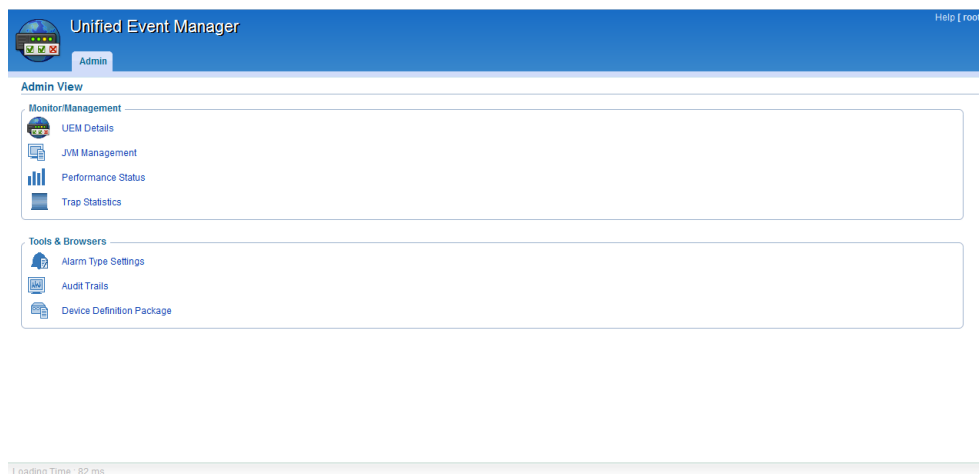 Unified Event Manager
Help [ root
Admin
Admin View
Monitor/Management
UEM Details
JVM Management
Performance Status
Trap Statistics
Tools & Browsers
Alarm Type Settings
Audit Trails
Device Definition Package
Loading Time : 82 ms